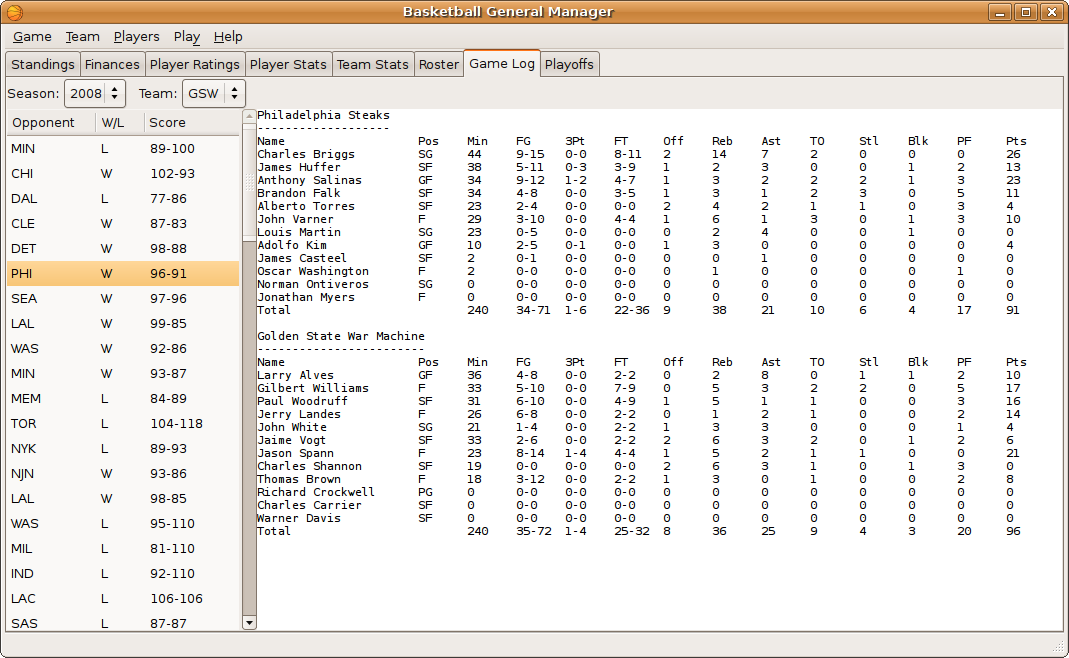 Basketball General Manager
Game Team Players Play Help
Standings Finances Player Ratings Player Stats Team Stats Roster Game Log Playoffs
Season: 2008 Team: GSW
Opponent W/L Score
MIN L 89-100
CHI W 102-93
DAL L 77-86
CLE W 87-83
DET W 98-88
PHI W 96-91
SEA W 97-96
LAL W 99-85
WAS W 92-86
MIN W 93-87
MEM L 84-89
TOR L 104-118
NYK L 89-93
NJN W 93-86
LAL W 98-85
WAS L 95-110
MIL L 81-110
IND L 92-110
LAC L 106-106
SAS L 87-87
Philadelphia Steaks
-------------------
Name Pos Min FG 3Pt FT Off Reb Ast TO Stl Blk PF Pts
Charles Briggs SG 44 9-15 0-0 8-11 2 14 7 2 0 0 0 26
James Huffer SF 38 5-11 0-3 3-9 1 2 3 0 0 1 2 13
Anthony Salinas GF 34 9-12 1-2 4-7 1 3 2 2 2 1 3 23
Brandon Falk SF 34 4-8 0-0 3-5 1 3 1 2 3 0 5 11
Alberto Torres SF 23 2-4 0-0 0-0 2 4 2 1 1 0 3 4
John Varner F 29 3-10 0-0 4-4 1 6 1 3 0 1 3 10
Louis Martin SG 23 0-5 0-0 0-0 0 2 4 0 0 1 0 0
Adolfo Kim GF 10 2-5 0-1 0-0 1 3 0 0 0 0 0 4
James Casteel SF 2 0-1 0-0 0-0 0 0 1 0 0 0 0 0
Oscar Washington F 2 0-0 0-0 0-0 0 1 0 0 0 0 1 0
Norman Ontiveros SG 0 0-0 0-0 0-0 0 0 0 0 0 0 0 0
Jonathan Myers F 0 0-0 0-0 0-0 0 0 0 0 0 0 0 0
Total 240 34-71 1-6 22-36 9 38 21 10 6 4 17 91
Golden State War Machine
------------------------
Name Pos Min FG 3Pt FT Off Reb Ast TO Stl Blk PF Pts
Larry Alves GF 36 4-8 0-0 2-2 0 2 8 0 1 1 2 10
Gilbert Williams F 33 5-10 0-0 7-9 0 5 3 2 2 0 5 17
Paul Woodruff SF 31 6-10 0-0 4-9 1 5 1 1 0 0 3 16
Jerry Landes F 26 6-8 0-0 2-2 0 1 2 1 0 0 2 14
John White SG 21 1-4 0-0 2-2 1 3 3 0 0 0 1 4
Jaime Vogt SF 33 2-6 0-0 2-2 2 6 3 2 0 1 2 6
Jason Spann F 23 8-14 1-4 4-4 1 5 2 1 1 0 0 21
Charles Shannon SF 19 0-0 0-0 0-0 2 6 3 1 0 1 3 0
Thomas Brown F 18 3-12 0-0 2-2 1 3 0 1 0 0 2 8
Richard Crockwell PG 0 0-0 0-0 0-0 0 0 0 0 0 0 0 0
Charles Carrier SF 0 0-0 0-0 0-0 0 0 0 0 0 0 0 0
Warner Davis SF 0 0-0 0-0 0-0 0 0 0 0 0 0 0 0
Total 240 35-72 1-4 25-32 8 36 25 9 4 3 20 96